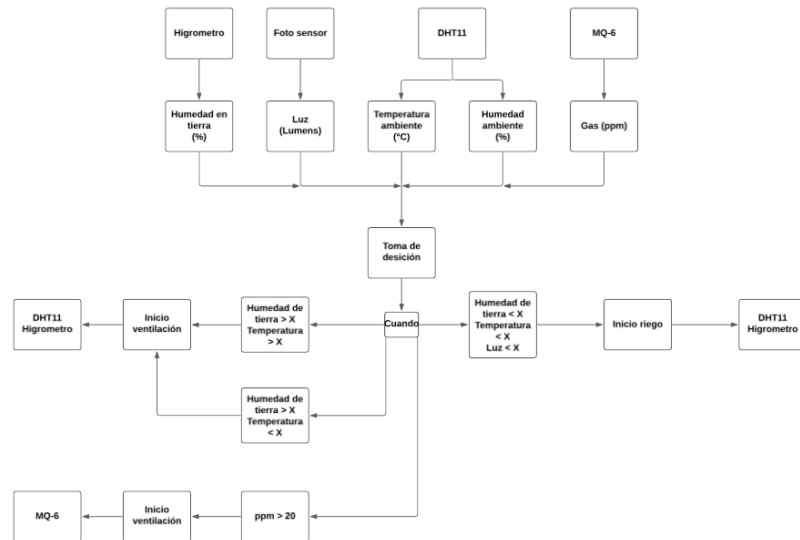 Higrometro
Foto sensor
DHT11
MQ-6
Humedad en
tierra
(%)
Luz
(Lumens)
Temperatura
ambiente
(°C)
Humedad
ambiente
(%)
Gas (ppm)
Toma de
desición
DHT11
Higrometro
Inicio
ventilación
Humedad de
tierra > X
Temperatura
> X
Cuando
Humedad de
tierra < X
Temperatura
< X
Luz < X
Inicio riego
DHT11
Higrometro
Humedad de
tierra > X
Temperatura
< X
MQ-6
Inicio
ventilación
ppm > 20